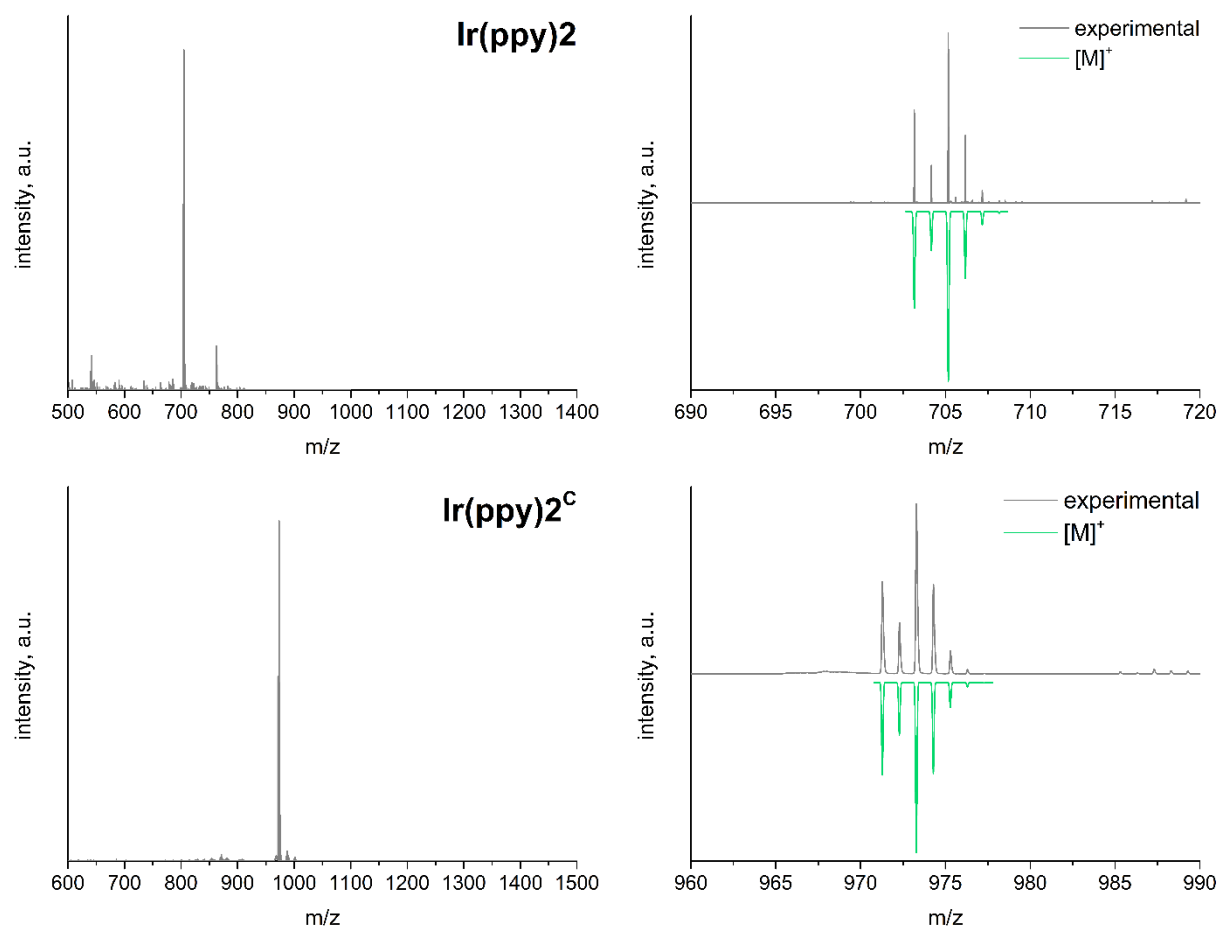 Ir(ppy)2
intensity, a.u.
500 600 700 800 900 1000 1100 1200 1300 1400
m/z
experimental
[M]⁺
intensity, a.u.
690 695 700 705 710 715 720
m/z
Ir(ppy)2ᶜ
intensity, a.u.
600 700 800 900 1000 1100 1200 1300 1400 1500
m/z
experimental
[M]⁺
intensity, a.u.
960 965 970 975 980 985 990
m/z